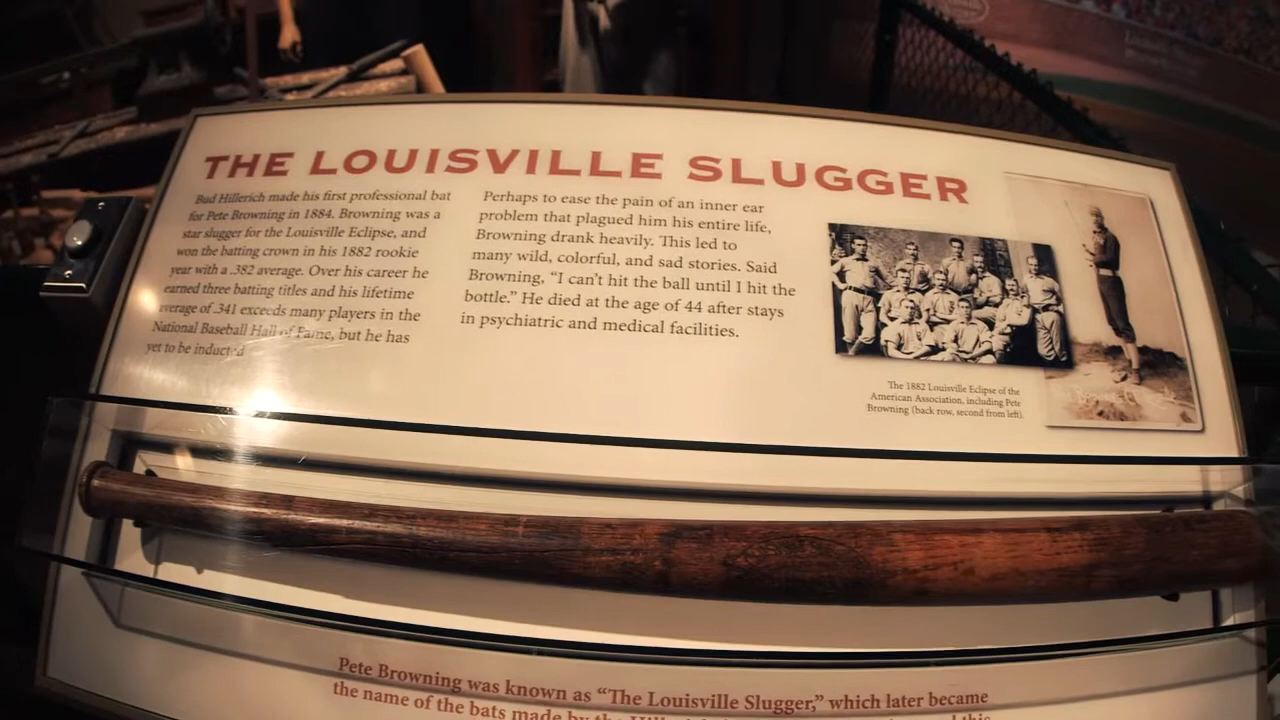 THE LOUISVILLE SLUGGER
Bud Hillerich made his first professional bat
for Pete Browning in 1884. Browning was a
star slugger for the Louisville Eclipse, and
won the batting crown in his 1882 rookie
year with a .382 average. Over his career he
earned three batting titles and his lifetime
average of .341 exceeds many players in the
National Baseball Hall of Fame, but he has
yet to be inducted
Perhaps to ease the pain of an inner ear
problem that plagued him his entire life,
Browning drank heavily. This led to
many wild, colorful, and sad stories. Said
Browning, “I can’t hit the ball until I hit the
bottle.” He died at the age of 44 after stays
in psychiatric and medical facilities.
The 1882 Louisville Eclipse of the
American Association, including Pete
Browning (back row, second from left).
Pete Browning was known as “The Louisville Slugger,” which later became
the name of the bats made by the